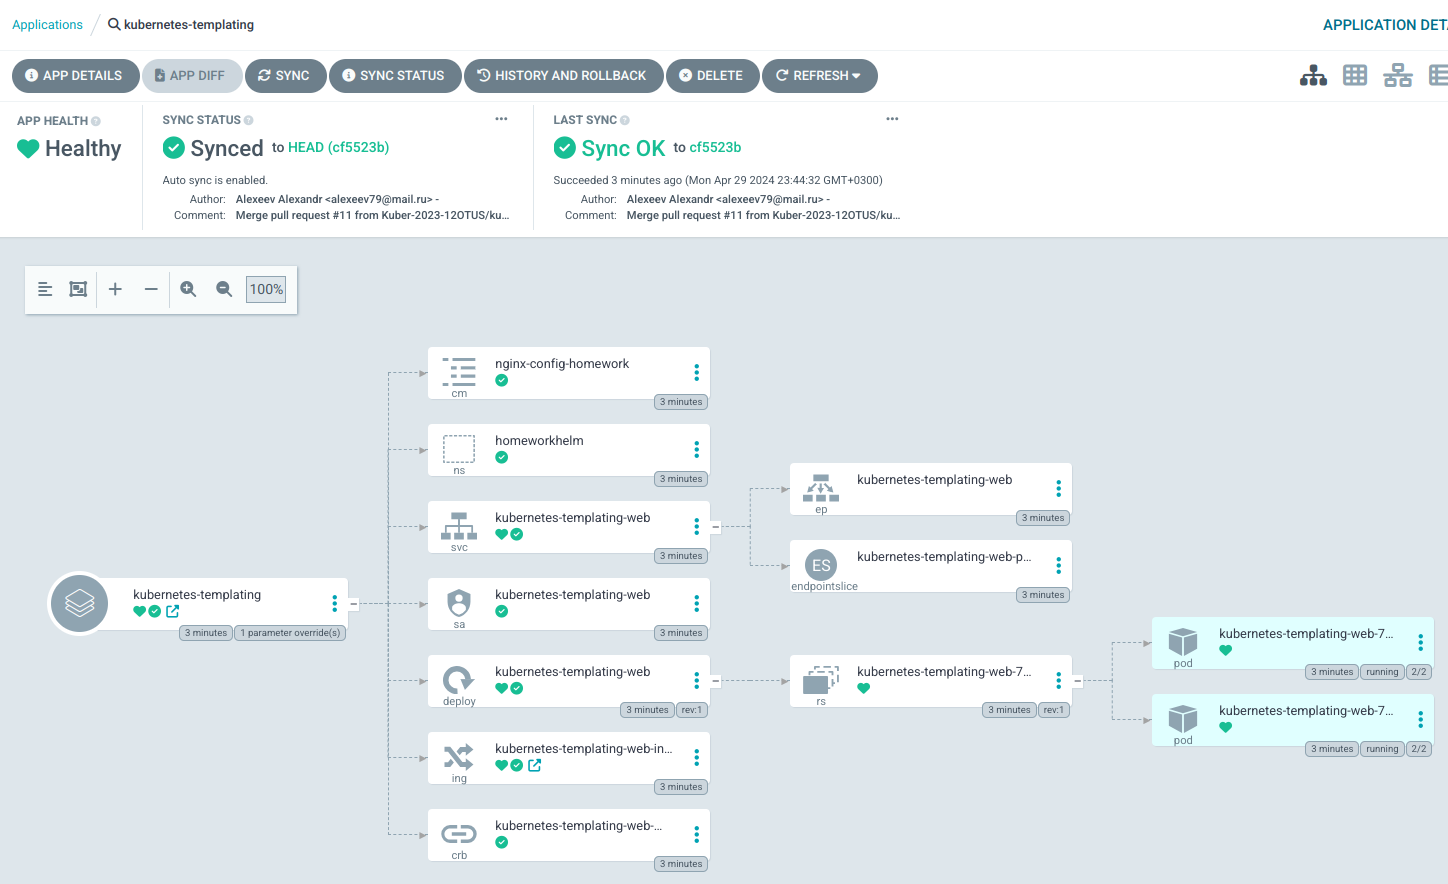 Applications / kubernetes-templating
APPLICATION DETA
APP DETAILS
APP DIFF
SYNC
SYNC STATUS
HISTORY AND ROLLBACK
DELETE
REFRESH
APP HEALTH
Healthy
SYNC STATUS
Synced to HEAD (cf5523b)
Auto sync is enabled.
Author: Alexeev Alexandr <alexeev79@mail.ru> -
Comment: Merge pull request #11 from Kuber-2023-12OTUS/ku...
LAST SYNC
Sync OK to cf5523b
Succeeded 3 minutes ago (Mon Apr 29 2024 23:44:32 GMT+0300)
Author: Alexeev Alexandr <alexeev79@mail.ru> -
Comment: Merge pull request #11 from Kuber-2023-12OTUS/ku...
100%
kubernetes-templating
3 minutes
1 parameter override(s)
nginx-config-homework
cm
3 minutes
homeworkhelm
ns
3 minutes
kubernetes-templating-web
svc
3 minutes
kubernetes-templating-web
sa
3 minutes
kubernetes-templating-web
deploy
3 minutes
rev:1
kubernetes-templating-web-in...
ing
3 minutes
kubernetes-templating-web-...
crb
3 minutes
kubernetes-templating-web
ep
3 minutes
kubernetes-templating-web-p...
ES
endpointslice
3 minutes
kubernetes-templating-web-7...
rs
3 minutes
rev:1
kubernetes-templating-web-7...
pod
3 minutes
running
2/2
kubernetes-templating-web-7...
pod
3 minutes
running
2/2